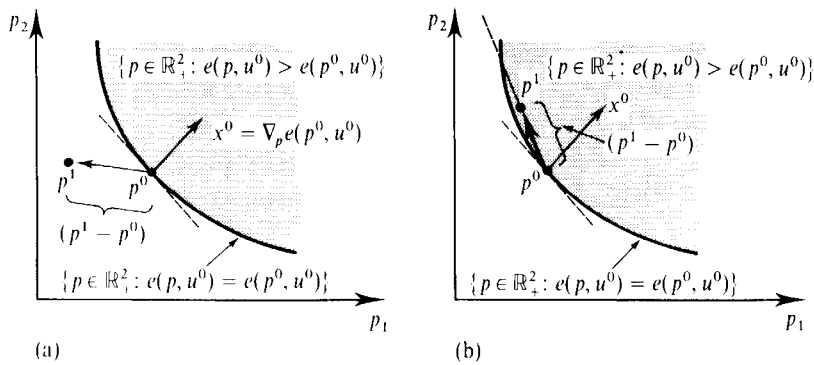 p₂
{p ∈ ℝ²₊: e(p, u⁰) > e(p⁰, u⁰)}
x⁰ = ∇ₚe(p⁰, u⁰)
p¹
p⁰
(p¹ − p⁰)
{p ∈ ℝ²₊: e(p, u⁰) = e(p⁰, u⁰)}
p₁
(a)
p₂
{p ∈ ℝ²₊: e(p, u⁰) > e(p⁰, u⁰)}
p¹
x⁰
(p¹ − p⁰)
p⁰
{p ∈ ℝ²₊: e(p, u⁰) = e(p⁰, u⁰)}
p₁
(b)